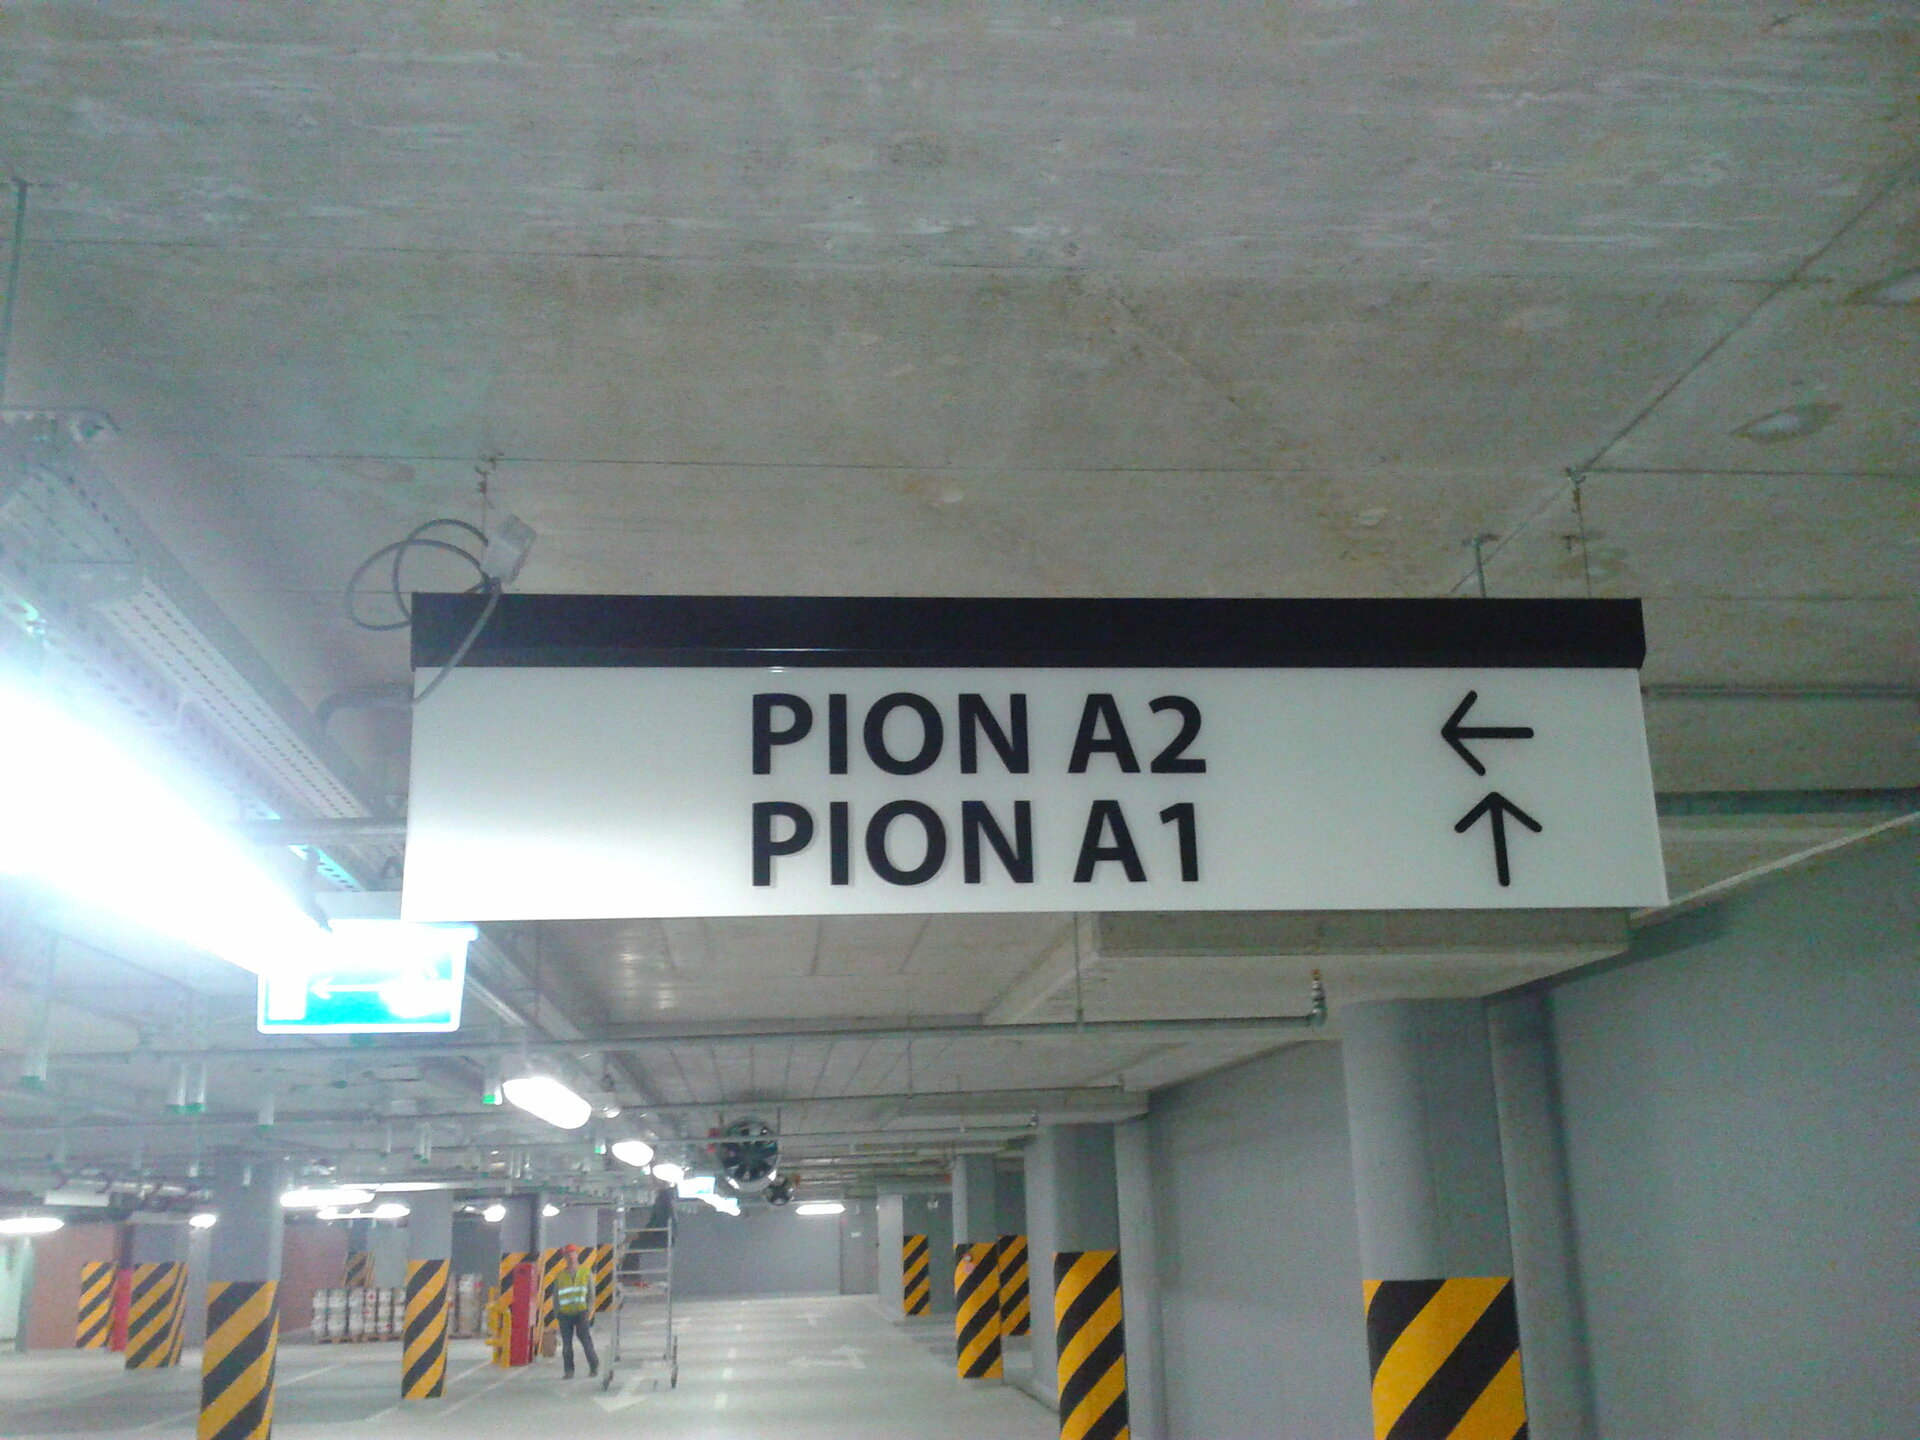 PION A2 ←
PION A1 ↑